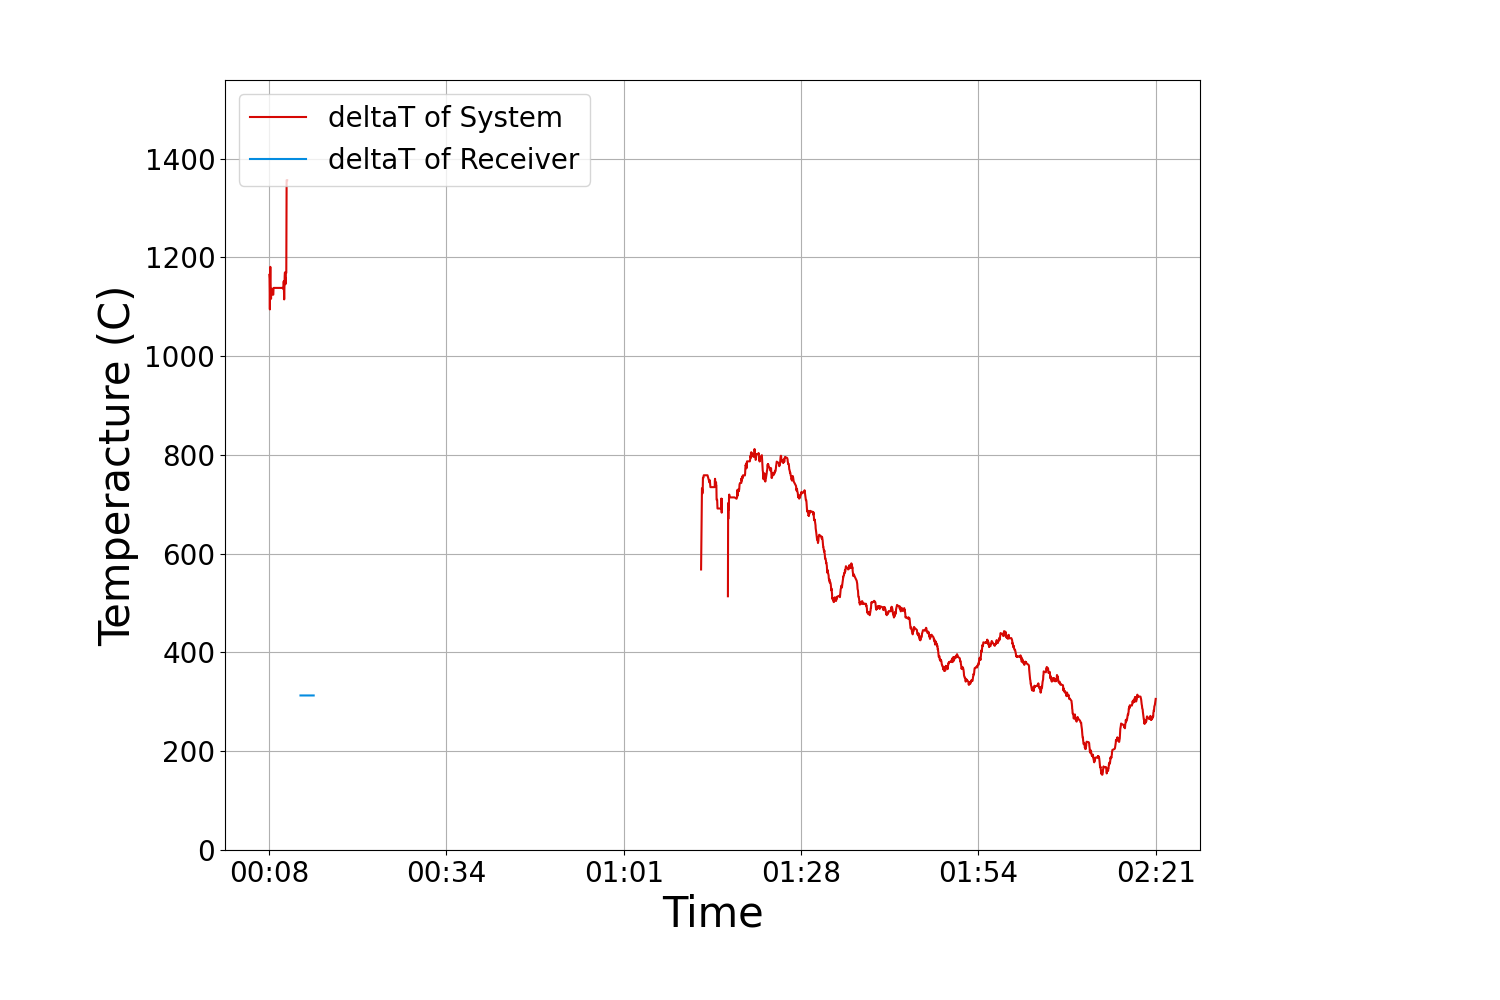 deltaT of System
deltaT of Receiver
1400
1200
1000
800
600
400
200
0
Temperacture (C)
00:08 00:34 01:01 01:28 01:54 02:21
Time